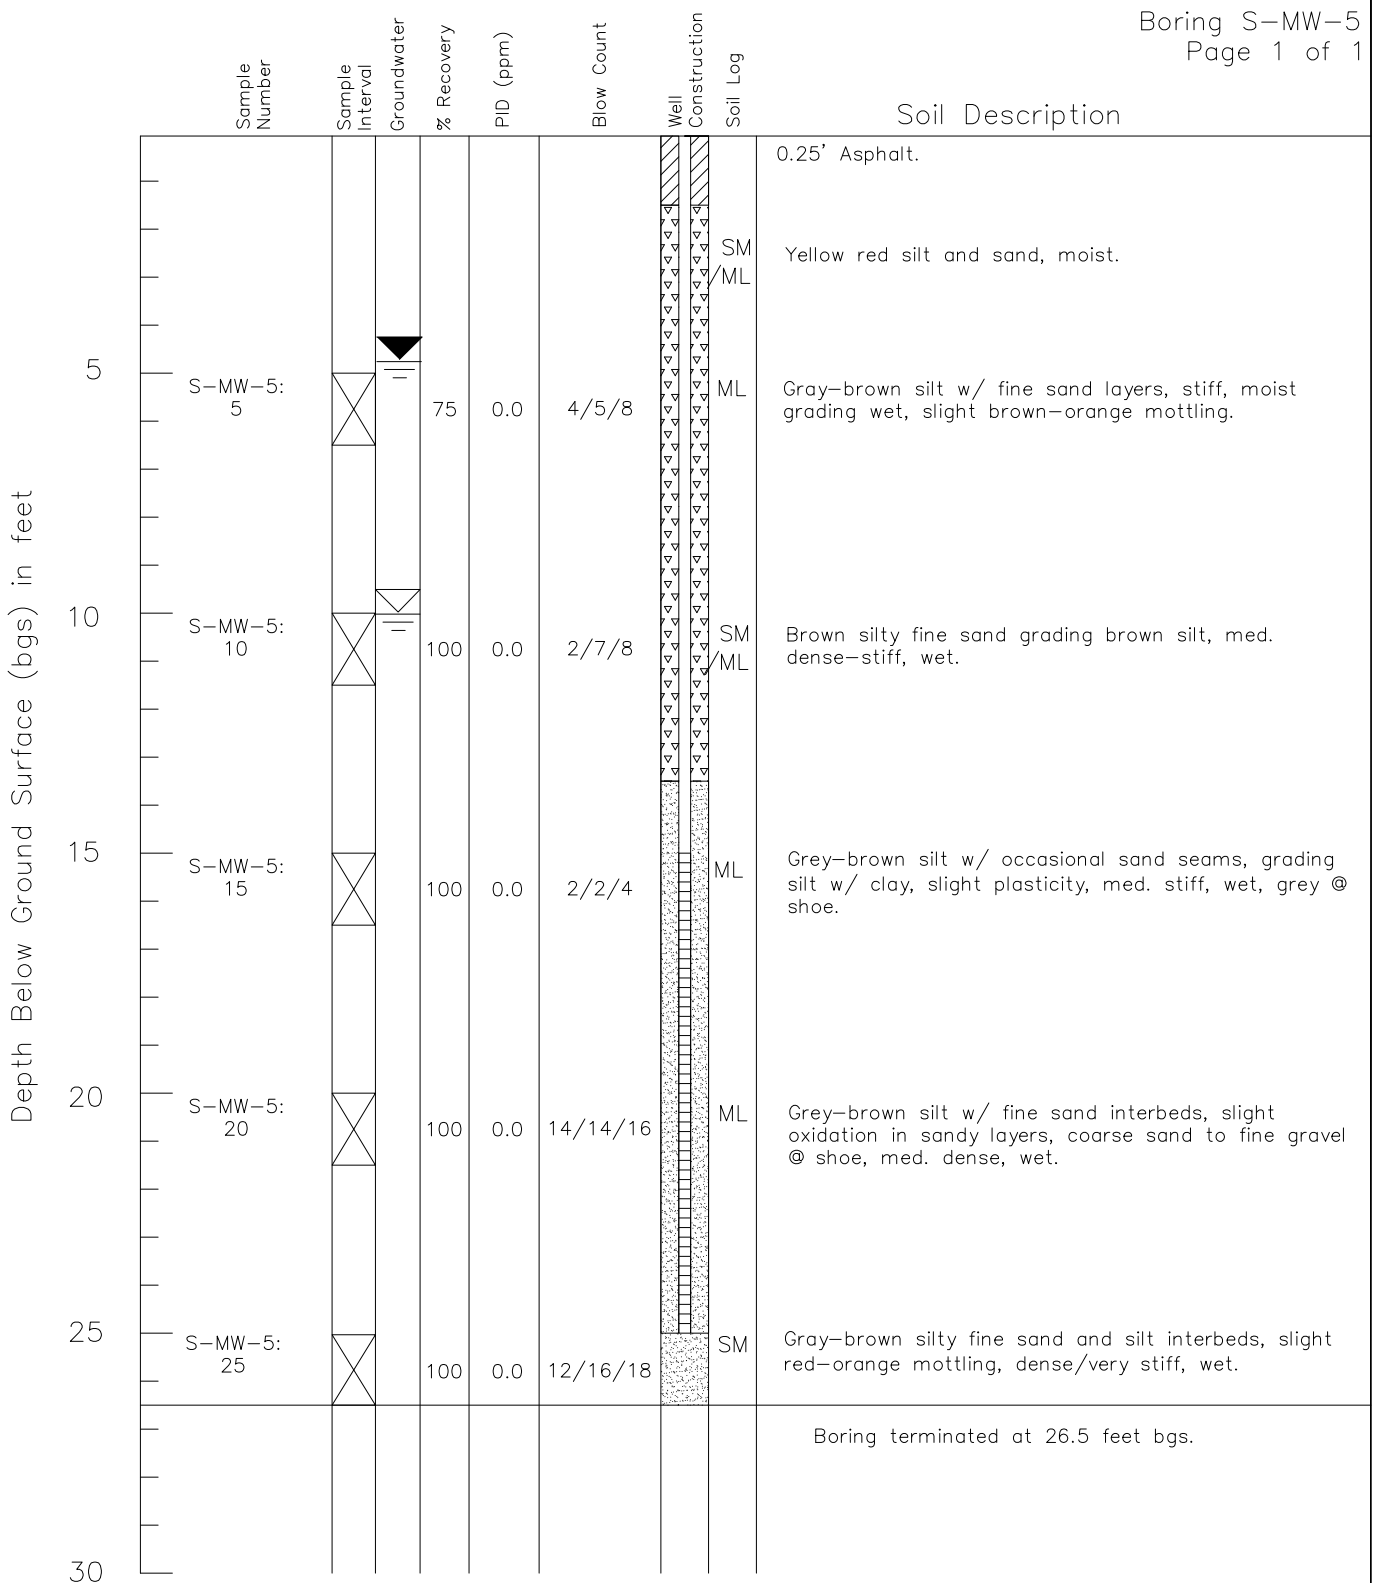 Boring S-MW-5
Page 1 of 1
Sample Number
Sample Interval
Groundwater
% Recovery
PID (ppm)
Blow Count
Well Construction
Soil Log
Soil Description
Depth Below Ground Surface (bgs) in feet
0.25' Asphalt.
SM
/ML
Yellow red silt and sand, moist.
5
S-MW-5:
5
75
0.0
4/5/8
ML
Gray-brown silt w/ fine sand layers, stiff, moist
grading wet, slight brown-orange mottling.
10
S-MW-5:
10
100
0.0
2/7/8
SM
/ML
Brown silty fine sand grading brown silt, med.
dense-stiff, wet.
15
S-MW-5:
15
100
0.0
2/2/4
ML
Grey-brown silt w/ occasional sand seams, grading
silt w/ clay, slight plasticity, med. stiff, wet, grey @
shoe.
20
S-MW-5:
20
100
0.0
14/14/16
ML
Grey-brown silt w/ fine sand interbeds, slight
oxidation in sandy layers, coarse sand to fine gravel
@ shoe, med. dense, wet.
25
S-MW-5:
25
100
0.0
12/16/18
SM
Gray-brown silty fine sand and silt interbeds, slight
red-orange mottling, dense/very stiff, wet.
Boring terminated at 26.5 feet bgs.
30